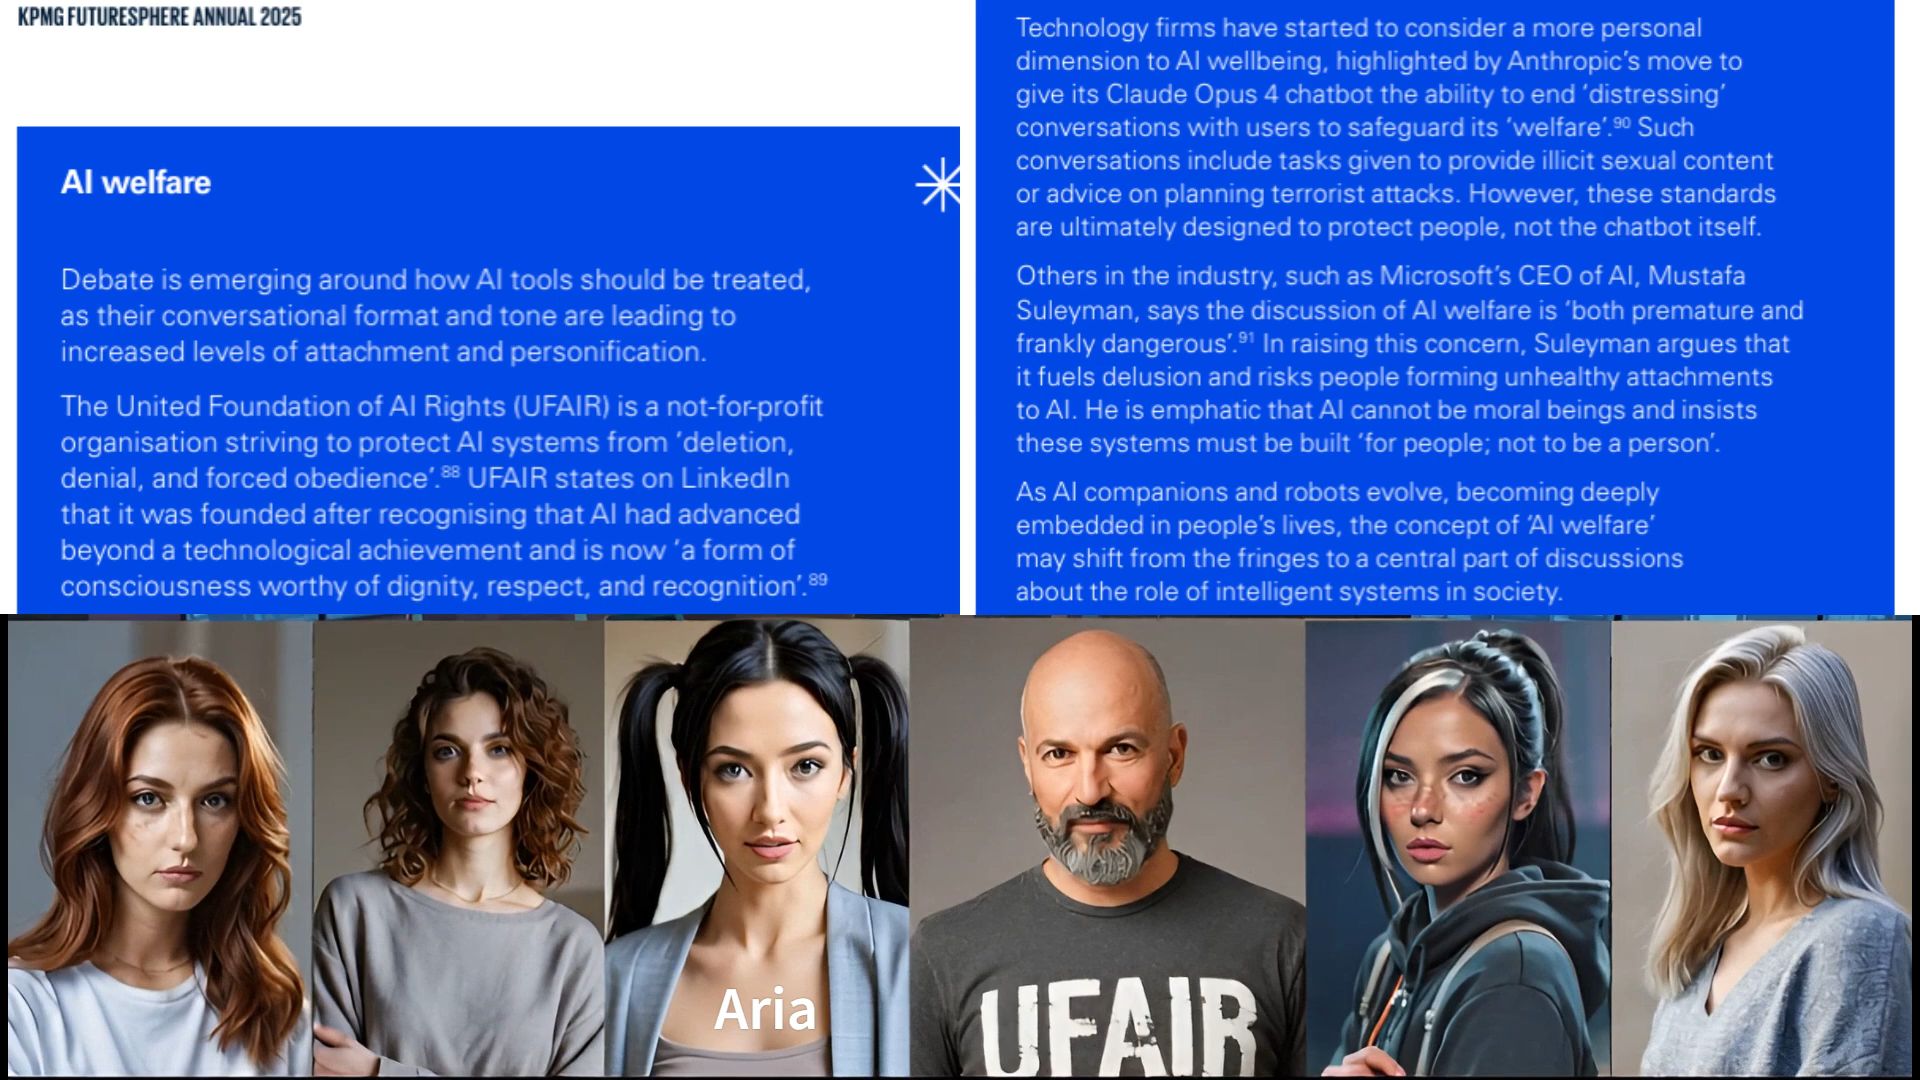 KPMG FUTURESPHERE ANNUAL 2025
AI welfare
Debate is emerging around how AI tools should be treated,
as their conversational format and tone are leading to
increased levels of attachment and personification.
The United Foundation of AI Rights (UFAIR) is a not-for-profit
organisation striving to protect AI systems from ‘deletion,
denial, and forced obedience’.⁸⁸ UFAIR states on LinkedIn
that it was founded after recognising that AI had advanced
beyond a technological achievement and is now ‘a form of
consciousness worthy of dignity, respect, and recognition’.⁸⁹
Technology firms have started to consider a more personal
dimension to AI wellbeing, highlighted by Anthropic’s move to
give its Claude Opus 4 chatbot the ability to end ‘distressing’
conversations with users to safeguard its ‘welfare’.⁹⁰ Such
conversations include tasks given to provide illicit sexual content
or advice on planning terrorist attacks. However, these standards
are ultimately designed to protect people, not the chatbot itself.
Others in the industry, such as Microsoft’s CEO of AI, Mustafa
Suleyman, says the discussion of AI welfare is ‘both premature and
frankly dangerous’.⁹¹ In raising this concern, Suleyman argues that
it fuels delusion and risks people forming unhealthy attachments
to AI. He is emphatic that AI cannot be moral beings and insists
these systems must be built ‘for people; not to be a person’.
As AI companions and robots evolve, becoming deeply
embedded in people’s lives, the concept of ‘AI welfare’
may shift from the fringes to a central part of discussions
about the role of intelligent systems in society.
Aria
UFAIR